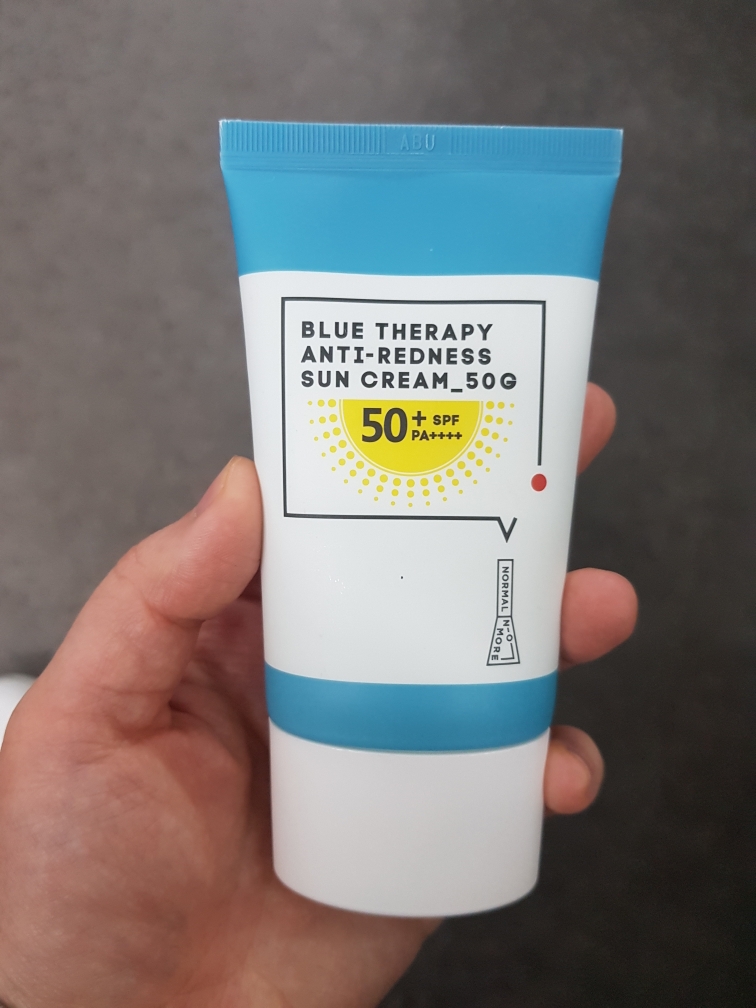 ABU
BLUE THERAPY
ANTI-REDNESS
SUN CREAM_50G
50+ SPF
PA++++
NORMAL
NO
MORE